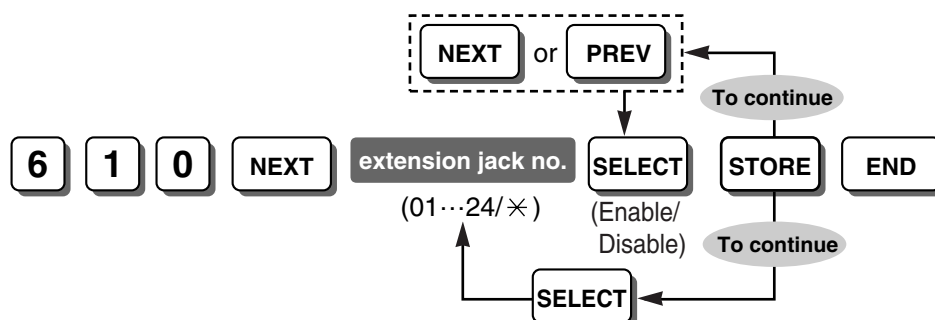 NEXT or PREV
To continue
6 1 0 NEXT extension jack no. SELECT STORE END
(01···24/✳)
(Enable/
Disable)
To continue
SELECT